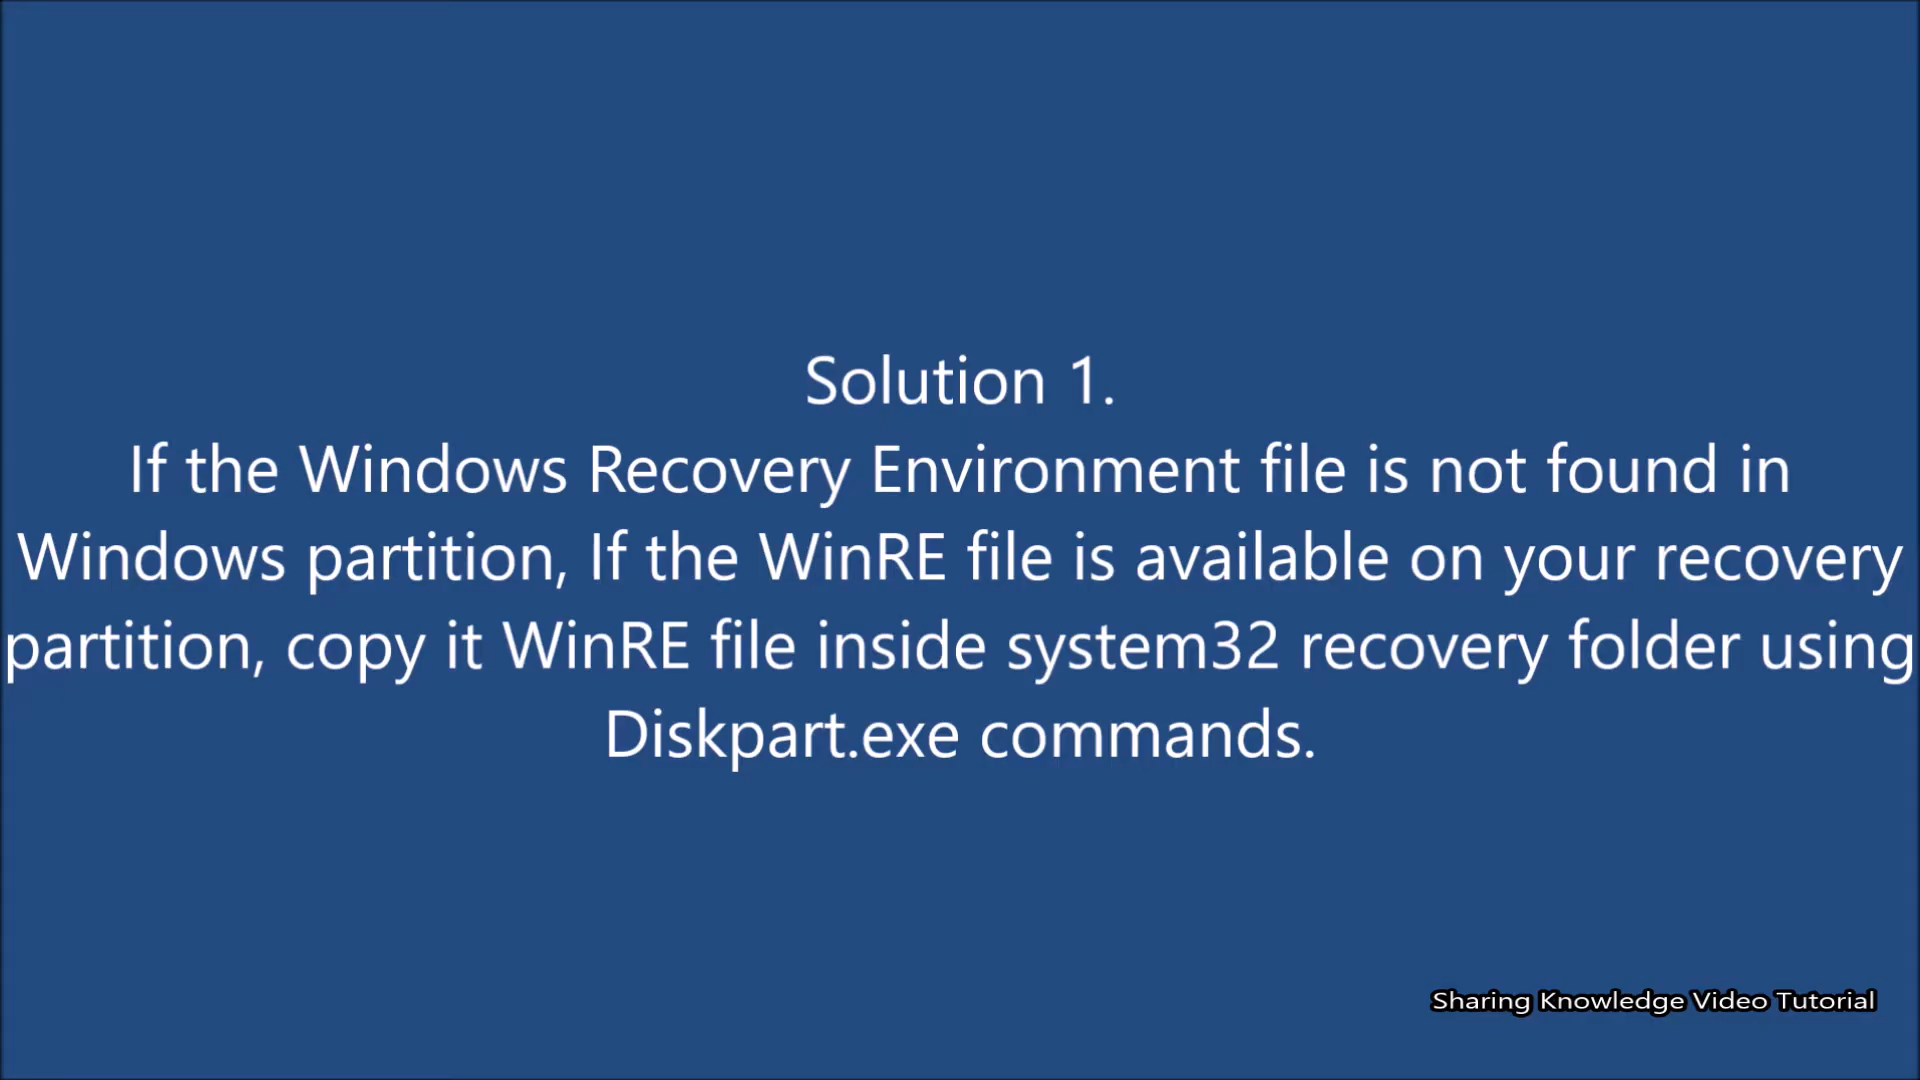 Solution 1.
If the Windows Recovery Environment file is not found in
Windows partition, If the WinRE file is available on your recovery
partition, copy it WinRE file inside system32 recovery folder using
Diskpart.exe commands.
Sharing Knowledge Video Tutorial